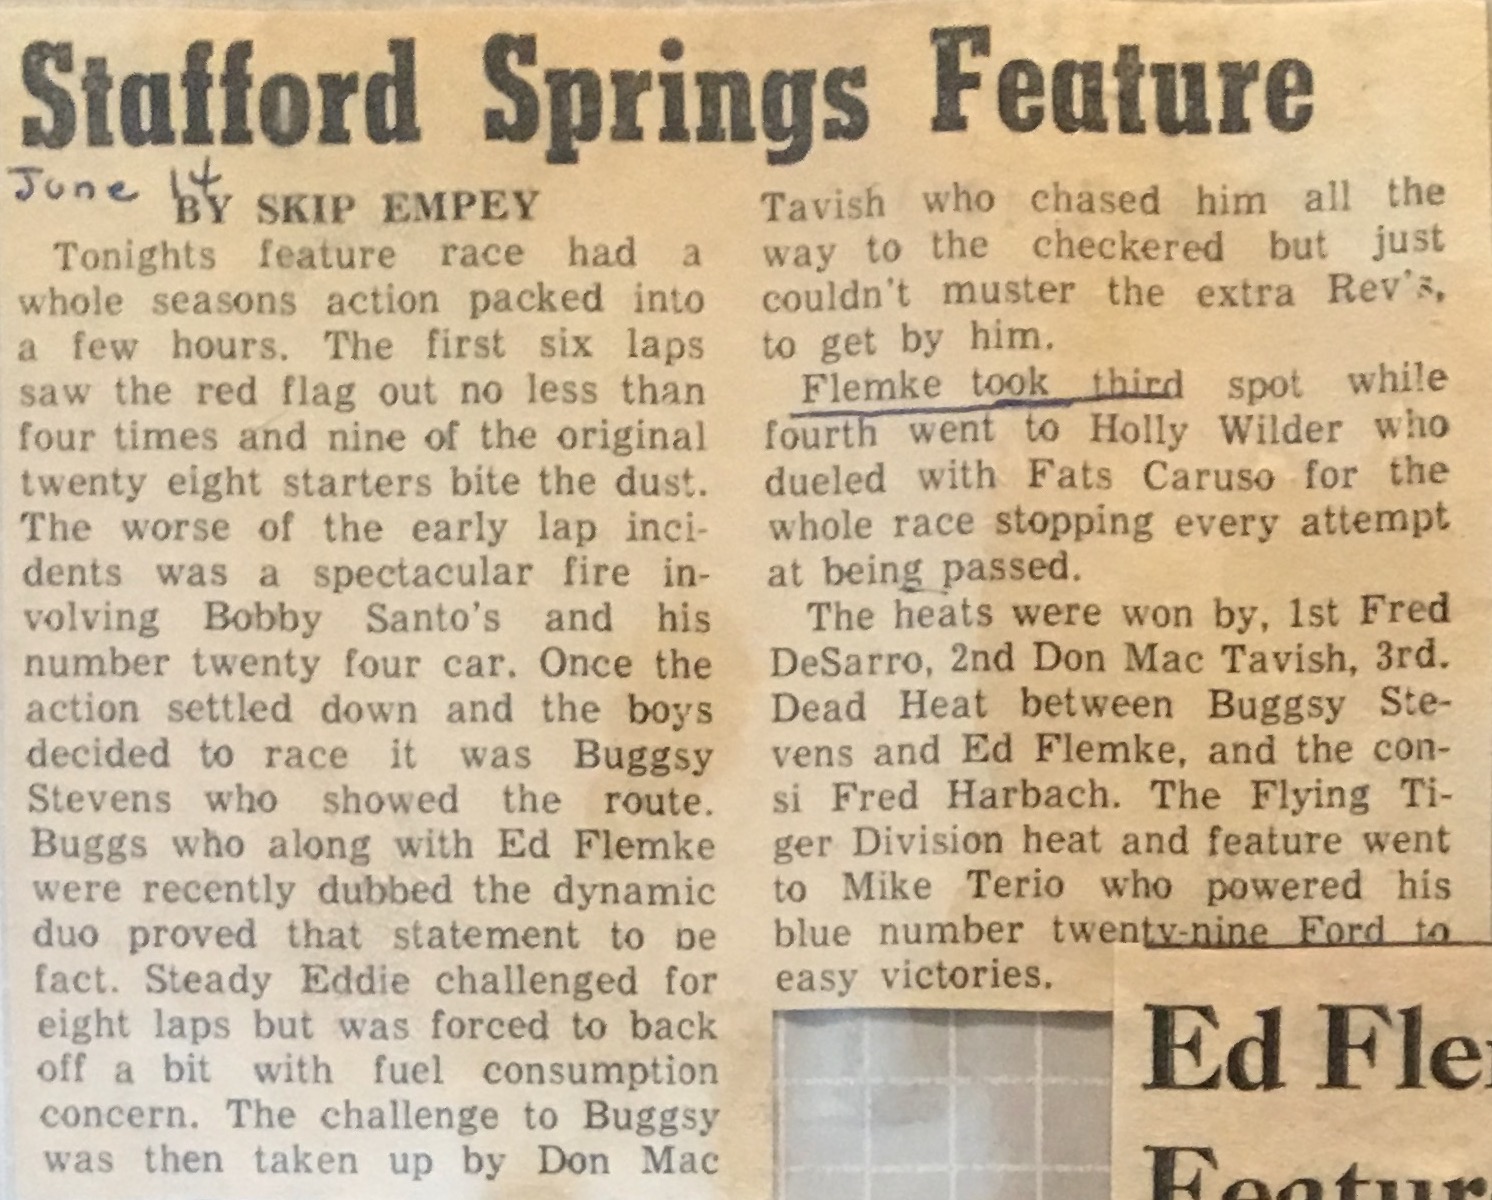 Stafford Springs Feature
June 14
BY SKIP EMPEY
Tonights feature race had a
whole seasons action packed into
a few hours. The first six laps
saw the red flag out no less than
four times and nine of the original
twenty eight starters bite the dust.
The worse of the early lap inci-
dents was a spectacular fire in-
volving Bobby Santo's and his
number twenty four car. Once the
action settled down and the boys
decided to race it was Buggsy
Stevens who showed the route.
Buggs who along with Ed Flemke
were recently dubbed the dynamic
duo proved that statement to be
fact. Steady Eddie challenged for
eight laps but was forced to back
off a bit with fuel consumption
concern. The challenge to Buggsy
was then taken up by Don Mac
Tavish who chased him all the
way to the checkered but just
couldn't muster the extra Rev's,
to get by him.
Flemke took third spot while
fourth went to Holly Wilder who
dueled with Fats Caruso for the
whole race stopping every attempt
at being passed.
The heats were won by, 1st Fred
DeSarro, 2nd Don Mac Tavish, 3rd.
Dead Heat between Buggsy Ste-
vens and Ed Flemke, and the con-
si Fred Harbach. The Flying Ti-
ger Division heat and feature went
to Mike Terio who powered his
blue number twenty-nine Ford to
easy victories.
Ed Fle
Featur